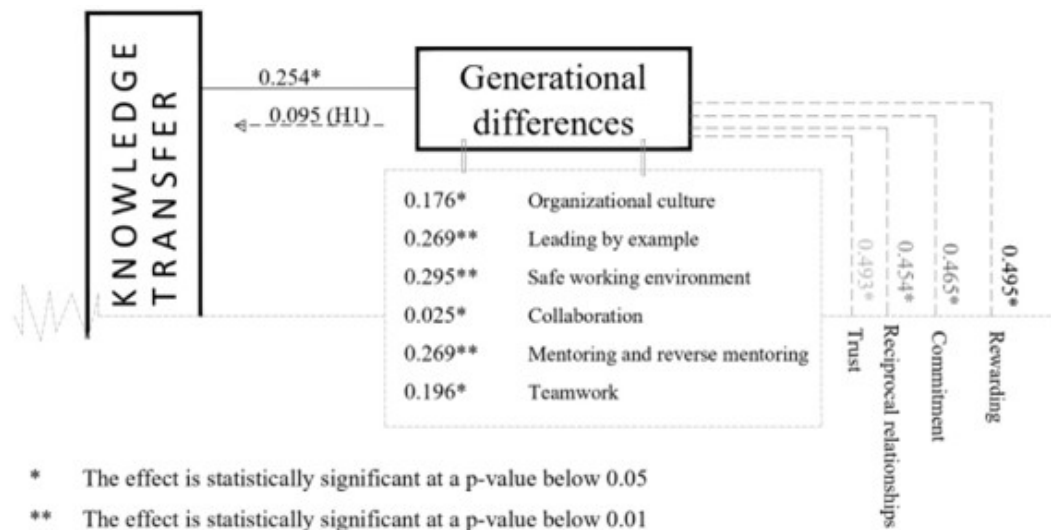 KNOWLEDGE
TRANSFER
0.254*
0.095 (H1)
Generational
differences
0.176* Organizational culture
0.269** Leading by example
0.295** Safe working environment
0.025* Collaboration
0.269** Mentoring and reverse mentoring
0.196* Teamwork
0.493*
0.454*
0.465*
0.495*
Trust
Reciprocal relationships
Commitment
Rewarding
* The effect is statistically significant at a p-value below 0.05
** The effect is statistically significant at a p-value below 0.01